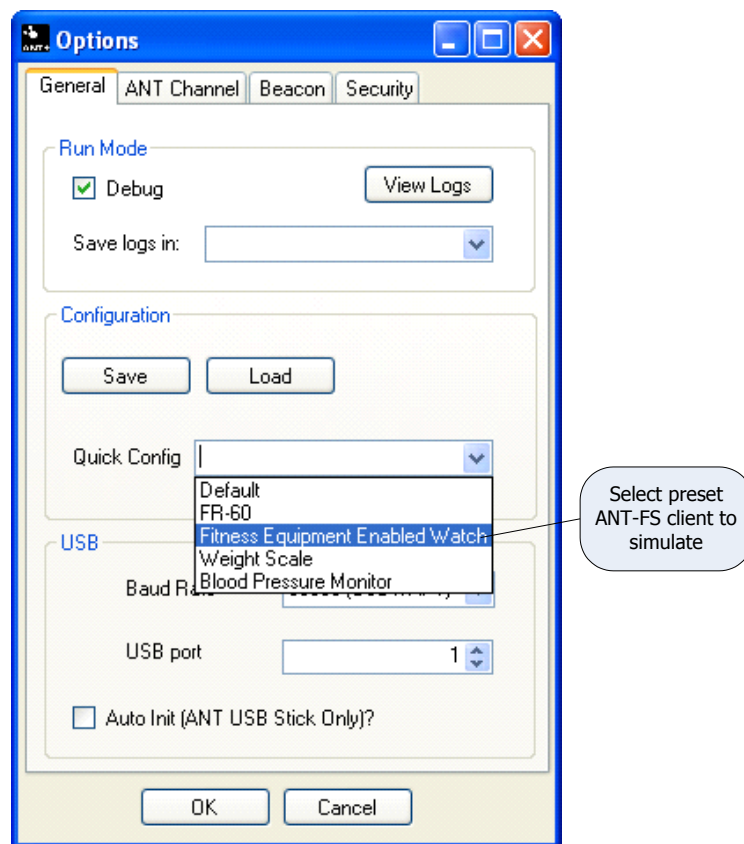 ANT+ Options
General ANT Channel Beacon Security
Run Mode
Debug
View Logs
Save logs in:
Configuration
Save Load
Quick Config
Default
FR-60
Fitness Equipment Enabled Watch
Weight Scale
Blood Pressure Monitor
Select preset
ANT-FS client to
simulate
USB
Baud
USB port 1
Auto Init (ANT USB Stick Only)?
OK Cancel